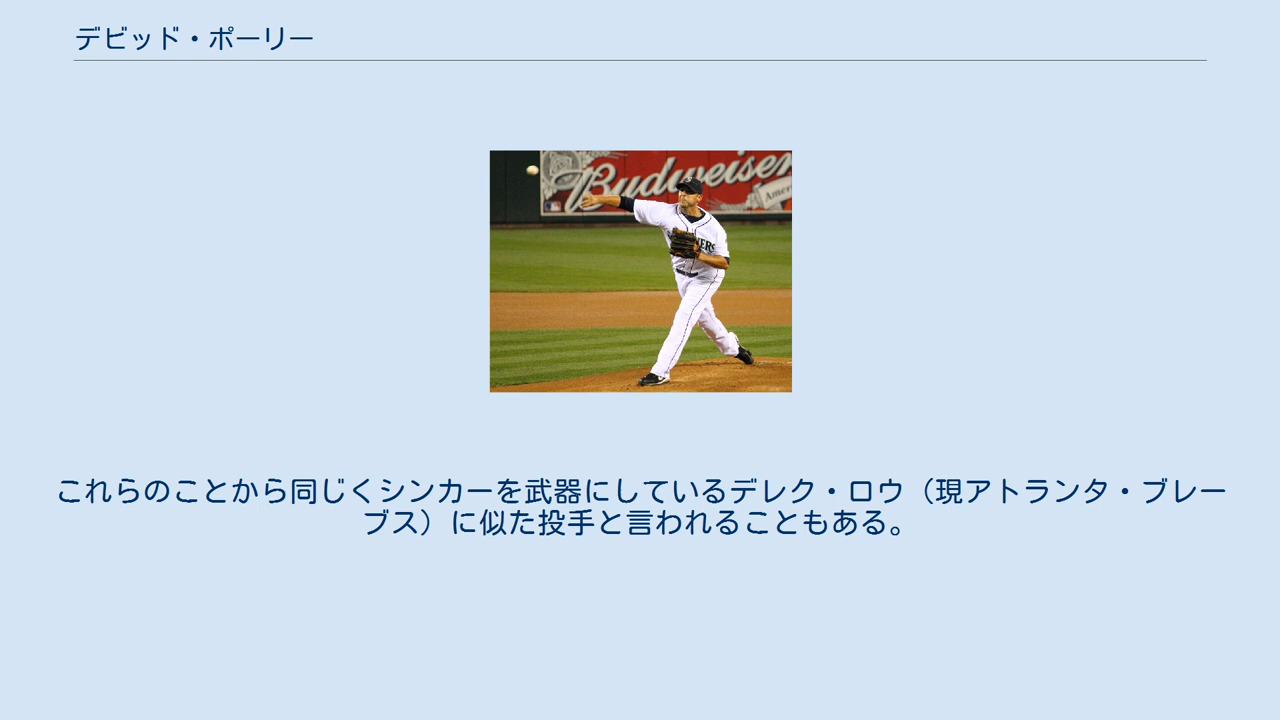 デビッド・ポーリー
Budweiser
Amer
これらのことから同じくシンカーを武器にしているデレク・ロウ（現アトランタ・ブレー
ブス）に似た投手と言われることもある。